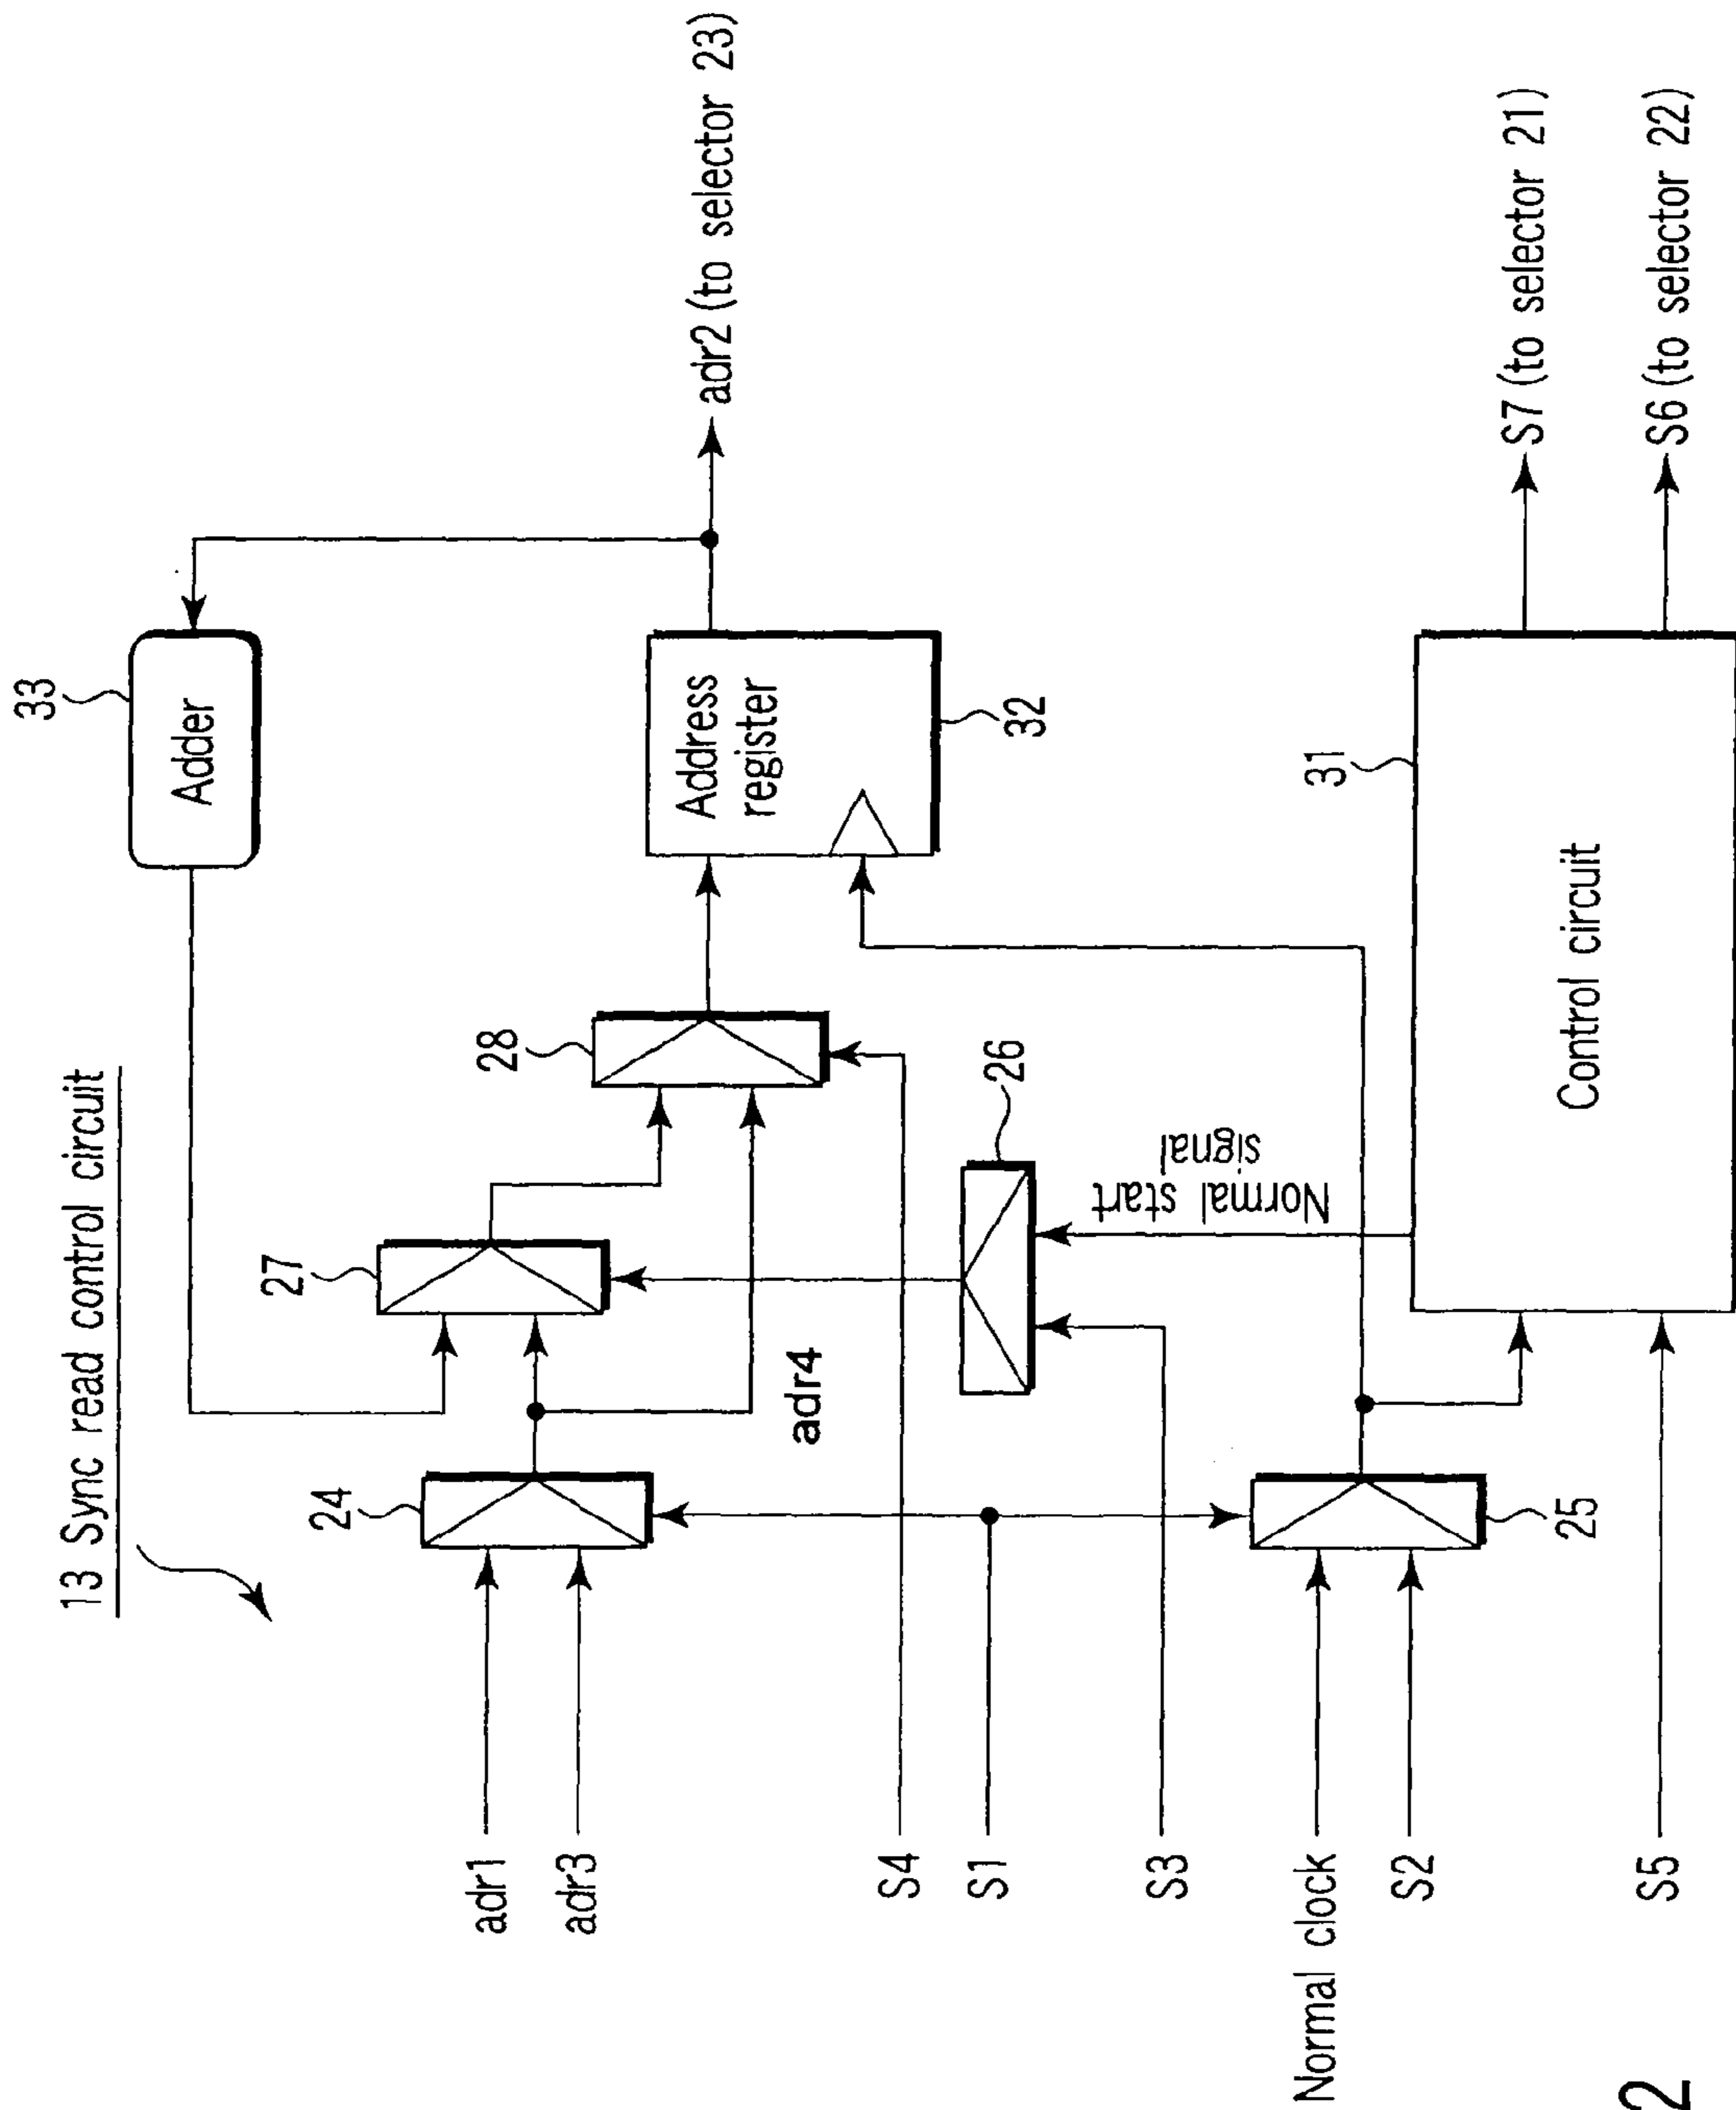 13 Sync read control circuit
33
Adder
adr2 (to selector 23)
27
28
24
adr1
adr3
adr4
Address
register
32
S4
S1
26
S3
Normal start
signal
Normal clock
S2
25
31
Control circuit
S7 (to selector 21)
S6 (to selector 22)
S5
2